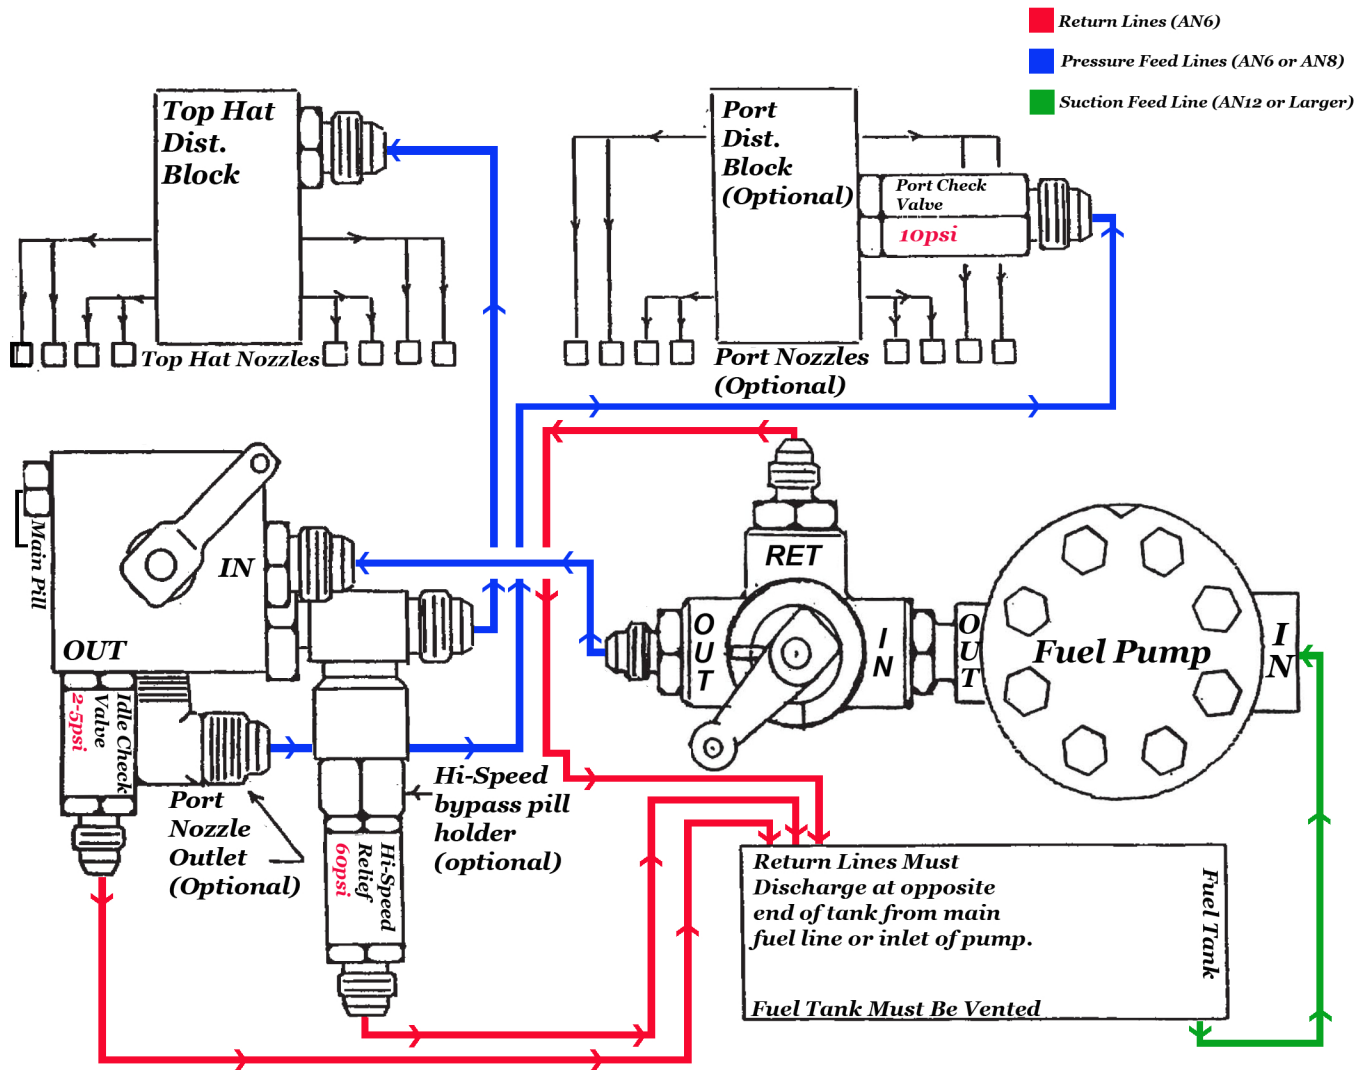 Return Lines (AN6)
Pressure Feed Lines (AN6 or AN8)
Suction Feed Line (AN12 or Larger)
Top Hat
Dist.
Block
Top Hat Nozzles
Port
Dist.
Block
(Optional)
Port Check
Valve
10psi
Port Nozzles
(Optional)
Main Pill
IN
OUT
Idle Check
Valve
2-5psi
Port
Nozzle
Outlet
(Optional)
Hi-Speed
bypass pill
holder
(optional)
Hi-Speed
Relief
60psi
RET
OUT
IN
OUT
Fuel Pump
IN
Return Lines Must
Discharge at opposite
end of tank from main
fuel line or inlet of pump.
Fuel Tank Must Be Vented
Fuel Tank